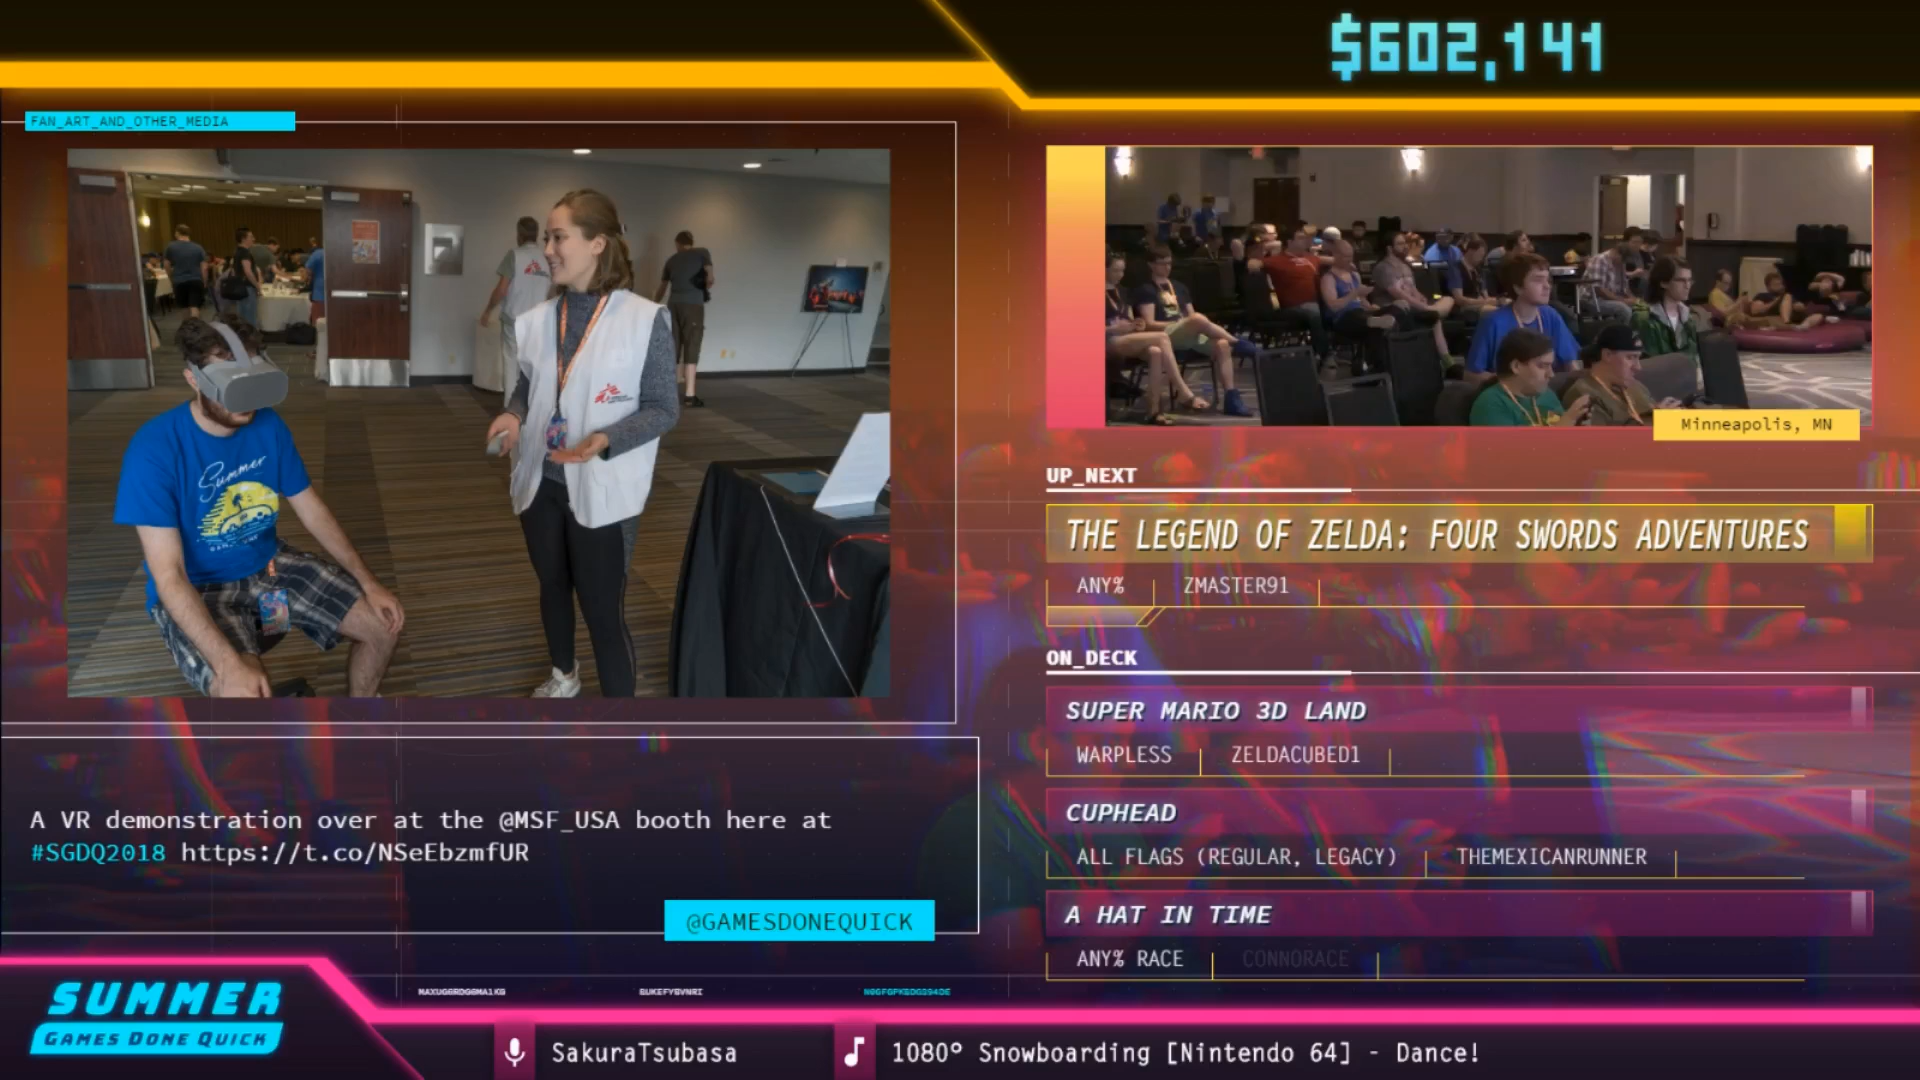 $602,141
FAN_ART_AND_OTHER_MEDIA
Summer
Minneapolis, MN
UP_NEXT
THE LEGEND OF ZELDA: FOUR SWORDS ADVENTURES
ANY% ZMASTER91
ON_DECK
SUPER MARIO 3D LAND
WARPLESS ZELDACUBED1
CUPHEAD
ALL FLAGS (REGULAR, LEGACY) THEMEXICANRUNNER
A HAT IN TIME
ANY% RACE CONNORACE
A VR demonstration over at the @MSF_USA booth here at
#SGDQ2018 https://t.co/NSeEbzmfUR
@GAMESDONEQUICK
SUMMER
GAMES DONE QUICK
SakuraTsubasa
1080° Snowboarding [Nintendo 64] - Dance!